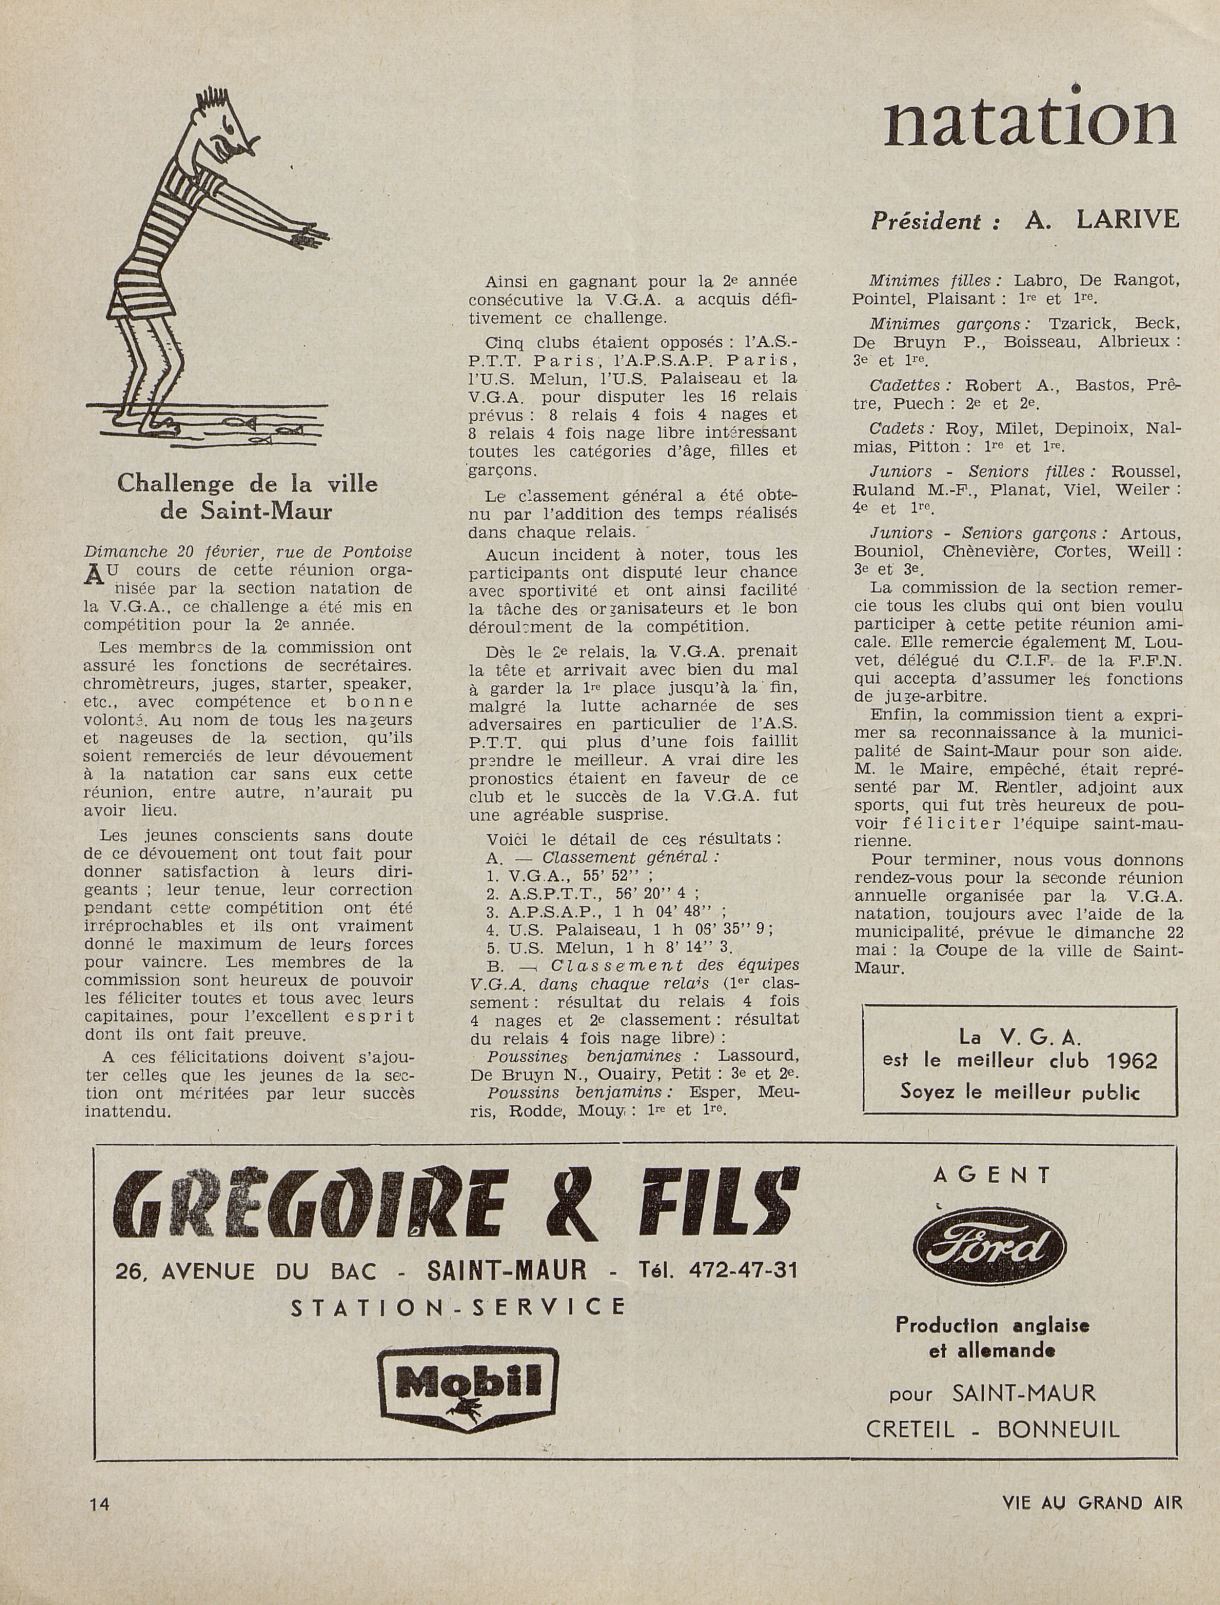 natation
Président : A. LARIVE
Challenge de la ville
de Saint-Maur
Dimanche 20 février, rue de Pontoise
AU cours de cette réunion orga-
nisée par la section natation de
la V.G.A., ce challenge a été mis en
compétition pour la 2e année.
Les membres de la commission ont
assuré les fonctions de secrétaires.
chromètreurs, juges, starter, speaker,
etc., avec compétence et bonne
volonté. Au nom de tous les nageurs
et nageuses de la section, qu'ils
soient remerciés de leur dévouement
à la natation car sans eux cette
réunion, entre autre, n'aurait pu
avoir lieu.
Les jeunes conscients sans doute
de ce dévouement ont tout fait pour
donner satisfaction à leurs diri-
geants ; leur tenue, leur correction
pendant cette compétition ont été
irréprochables et ils ont vraiment
donné le maximum de leurs forces
pour vaincre. Les membres de la
commission sont heureux de pouvoir
les féliciter toutes et tous avec leurs
capitaines, pour l'excellent esprit
dont ils ont fait preuve.
A ces félicitations doivent s'ajou-
ter celles que les jeunes de la sec-
tion ont méritées par leur succès
inattendu.
Ainsi en gagnant pour la 2e année
consécutive la V.G.A. a acquis défi-
tivement ce challenge.
Cinq clubs étaient opposés : l'A.S.-
P.T.T. Paris, l'A.P.S.A.P. Paris,
l'U.S. Melun, l'U.S. Palaiseau et la
V.G.A. pour disputer les 16 relais
prévus : 8 relais 4 fois 4 nages et
8 relais 4 fois nage libre intéressant
toutes les catégories d'âge, filles et
garçons.
Le classement général a été obte-
nu par l'addition des temps réalisés
dans chaque relais.
Aucun incident à noter, tous les
participants ont disputé leur chance
avec sportivité et ont ainsi facilité
la tâche des organisateurs et le bon
déroulement de la compétition.
Dès le 2e relais, la V.G.A. prenait
la tête et arrivait avec bien du mal
à garder la 1re place jusqu'à la fin,
malgré la lutte acharnée de ses
adversaires en particulier de l'A.S.
P.T.T. qui plus d'une fois faillit
prendre le meilleur. A vrai dire les
pronostics étaient en faveur de ce
club et le succès de la V.G.A. fut
une agréable susprise.
Voici le détail de ces résultats :
A. — Classement général :
1. V.G.A., 55' 52'' ;
2. A.S.P.T.T., 56' 20'' 4 ;
3. A.P.S.A.P., 1 h 04' 48'' ;
4. U.S. Palaiseau, 1 h 06' 35'' 9 ;
5. U.S. Melun, 1 h 8' 14'' 3.
B. — Classement des équipes
V.G.A. dans chaque relais (1er clas-
sement : résultat du relais 4 fois
4 nages et 2e classement : résultat
du relais 4 fois nage libre) :
Poussines benjamines : Lassourd,
De Bruyn N., Ouairy, Petit : 3e et 2e.
Poussins benjamins : Esper, Meu-
ris, Rodde, Mouy : 1re et 1re.
Minimes filles : Labro, De Rangot,
Pointel, Plaisant : 1re et 1re.
Minimes garçons : Tzarick, Beck,
De Bruyn P., Boisseau, Albrieux :
3e et 1re.
Cadettes : Robert A., Bastos, Prê-
tre, Puech : 2e et 2e.
Cadets : Roy, Milet, Depinoix, Nal-
mias, Pitton : 1re et 1re.
Juniors - Seniors filles : Roussel,
Ruland M.-F., Planat, Viel, Weiler :
4e et 1re.
Juniors - Seniors garçons : Artous,
Bouniol, Chènevière, Cortes, Weill :
3e et 3e.
La commission de la section remer-
cie tous les clubs qui ont bien voulu
participer à cette petite réunion ami-
cale. Elle remercie également M. Lou-
vet, délégué du C.I.F. de la F.F.N.
qui accepta d'assumer les fonctions
de juge-arbitre.
Enfin, la commission tient a expri-
mer sa reconnaissance à la munici-
palité de Saint-Maur pour son aide.
M. le Maire, empêché, était repré-
senté par M. Rentler, adjoint aux
sports, qui fut très heureux de pou-
voir féliciter l'équipe saint-mau-
rienne.
Pour terminer, nous vous donnons
rendez-vous pour la seconde réunion
annuelle organisée par la V.G.A.
natation, toujours avec l'aide de la
municipalité, prévue le dimanche 22
mai : la Coupe de la ville de Saint-
Maur.
La V. G. A.
est le meilleur club 1962
Soyez le meilleur public
GRÉGOIRE & FILS
26, AVENUE DU BAC - SAINT-MAUR - Tél. 472-47-31
STATION-SERVICE
Mobil
AGENT
Ford
Production anglaise
et allemande
pour SAINT-MAUR
CRETEIL - BONNEUIL
14
VIE AU GRAND AIR